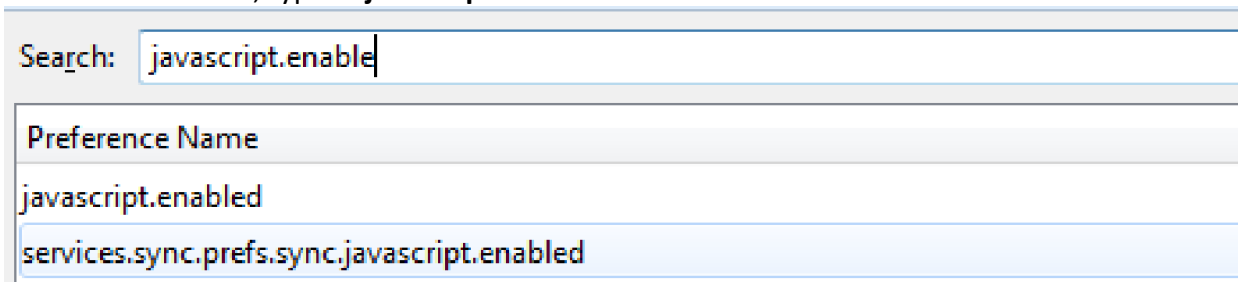 Search: javascript.enable
Preference Name
javascript.enabled
services.sync.prefs.sync.javascript.enabled